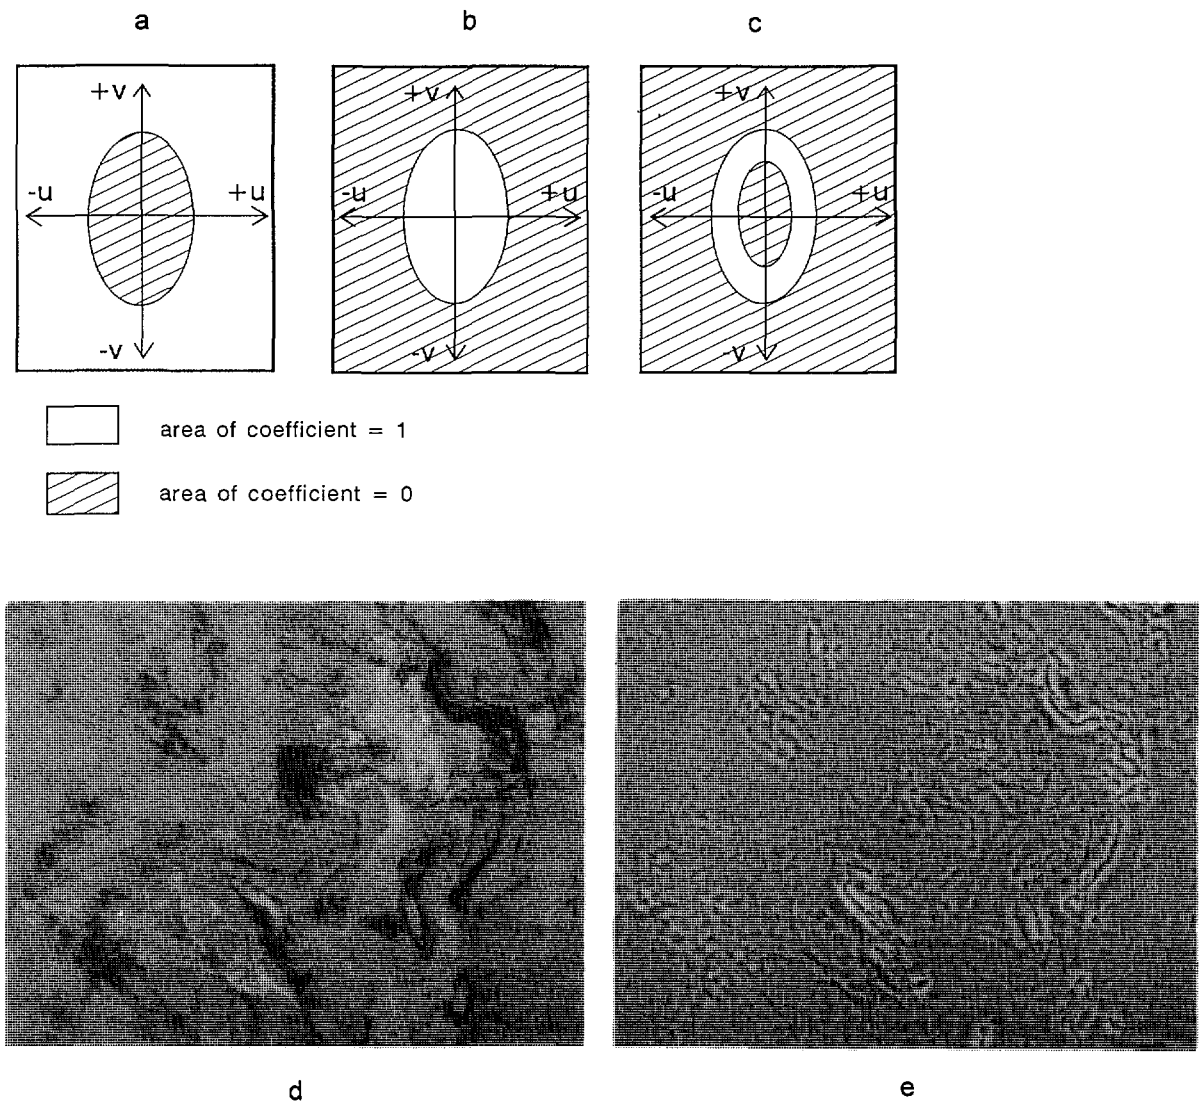 a b c
+v +v +v
-u +u -u +u -u +u
-v -v -v
area of coefficient = 1
area of coefficient = 0
d e